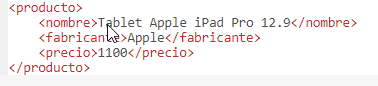 <producto>
<nombre>Tablet Apple iPad Pro 12.9</nombre>
<fabricante>Apple</fabricante>
<precio>1100</precio>
</producto>